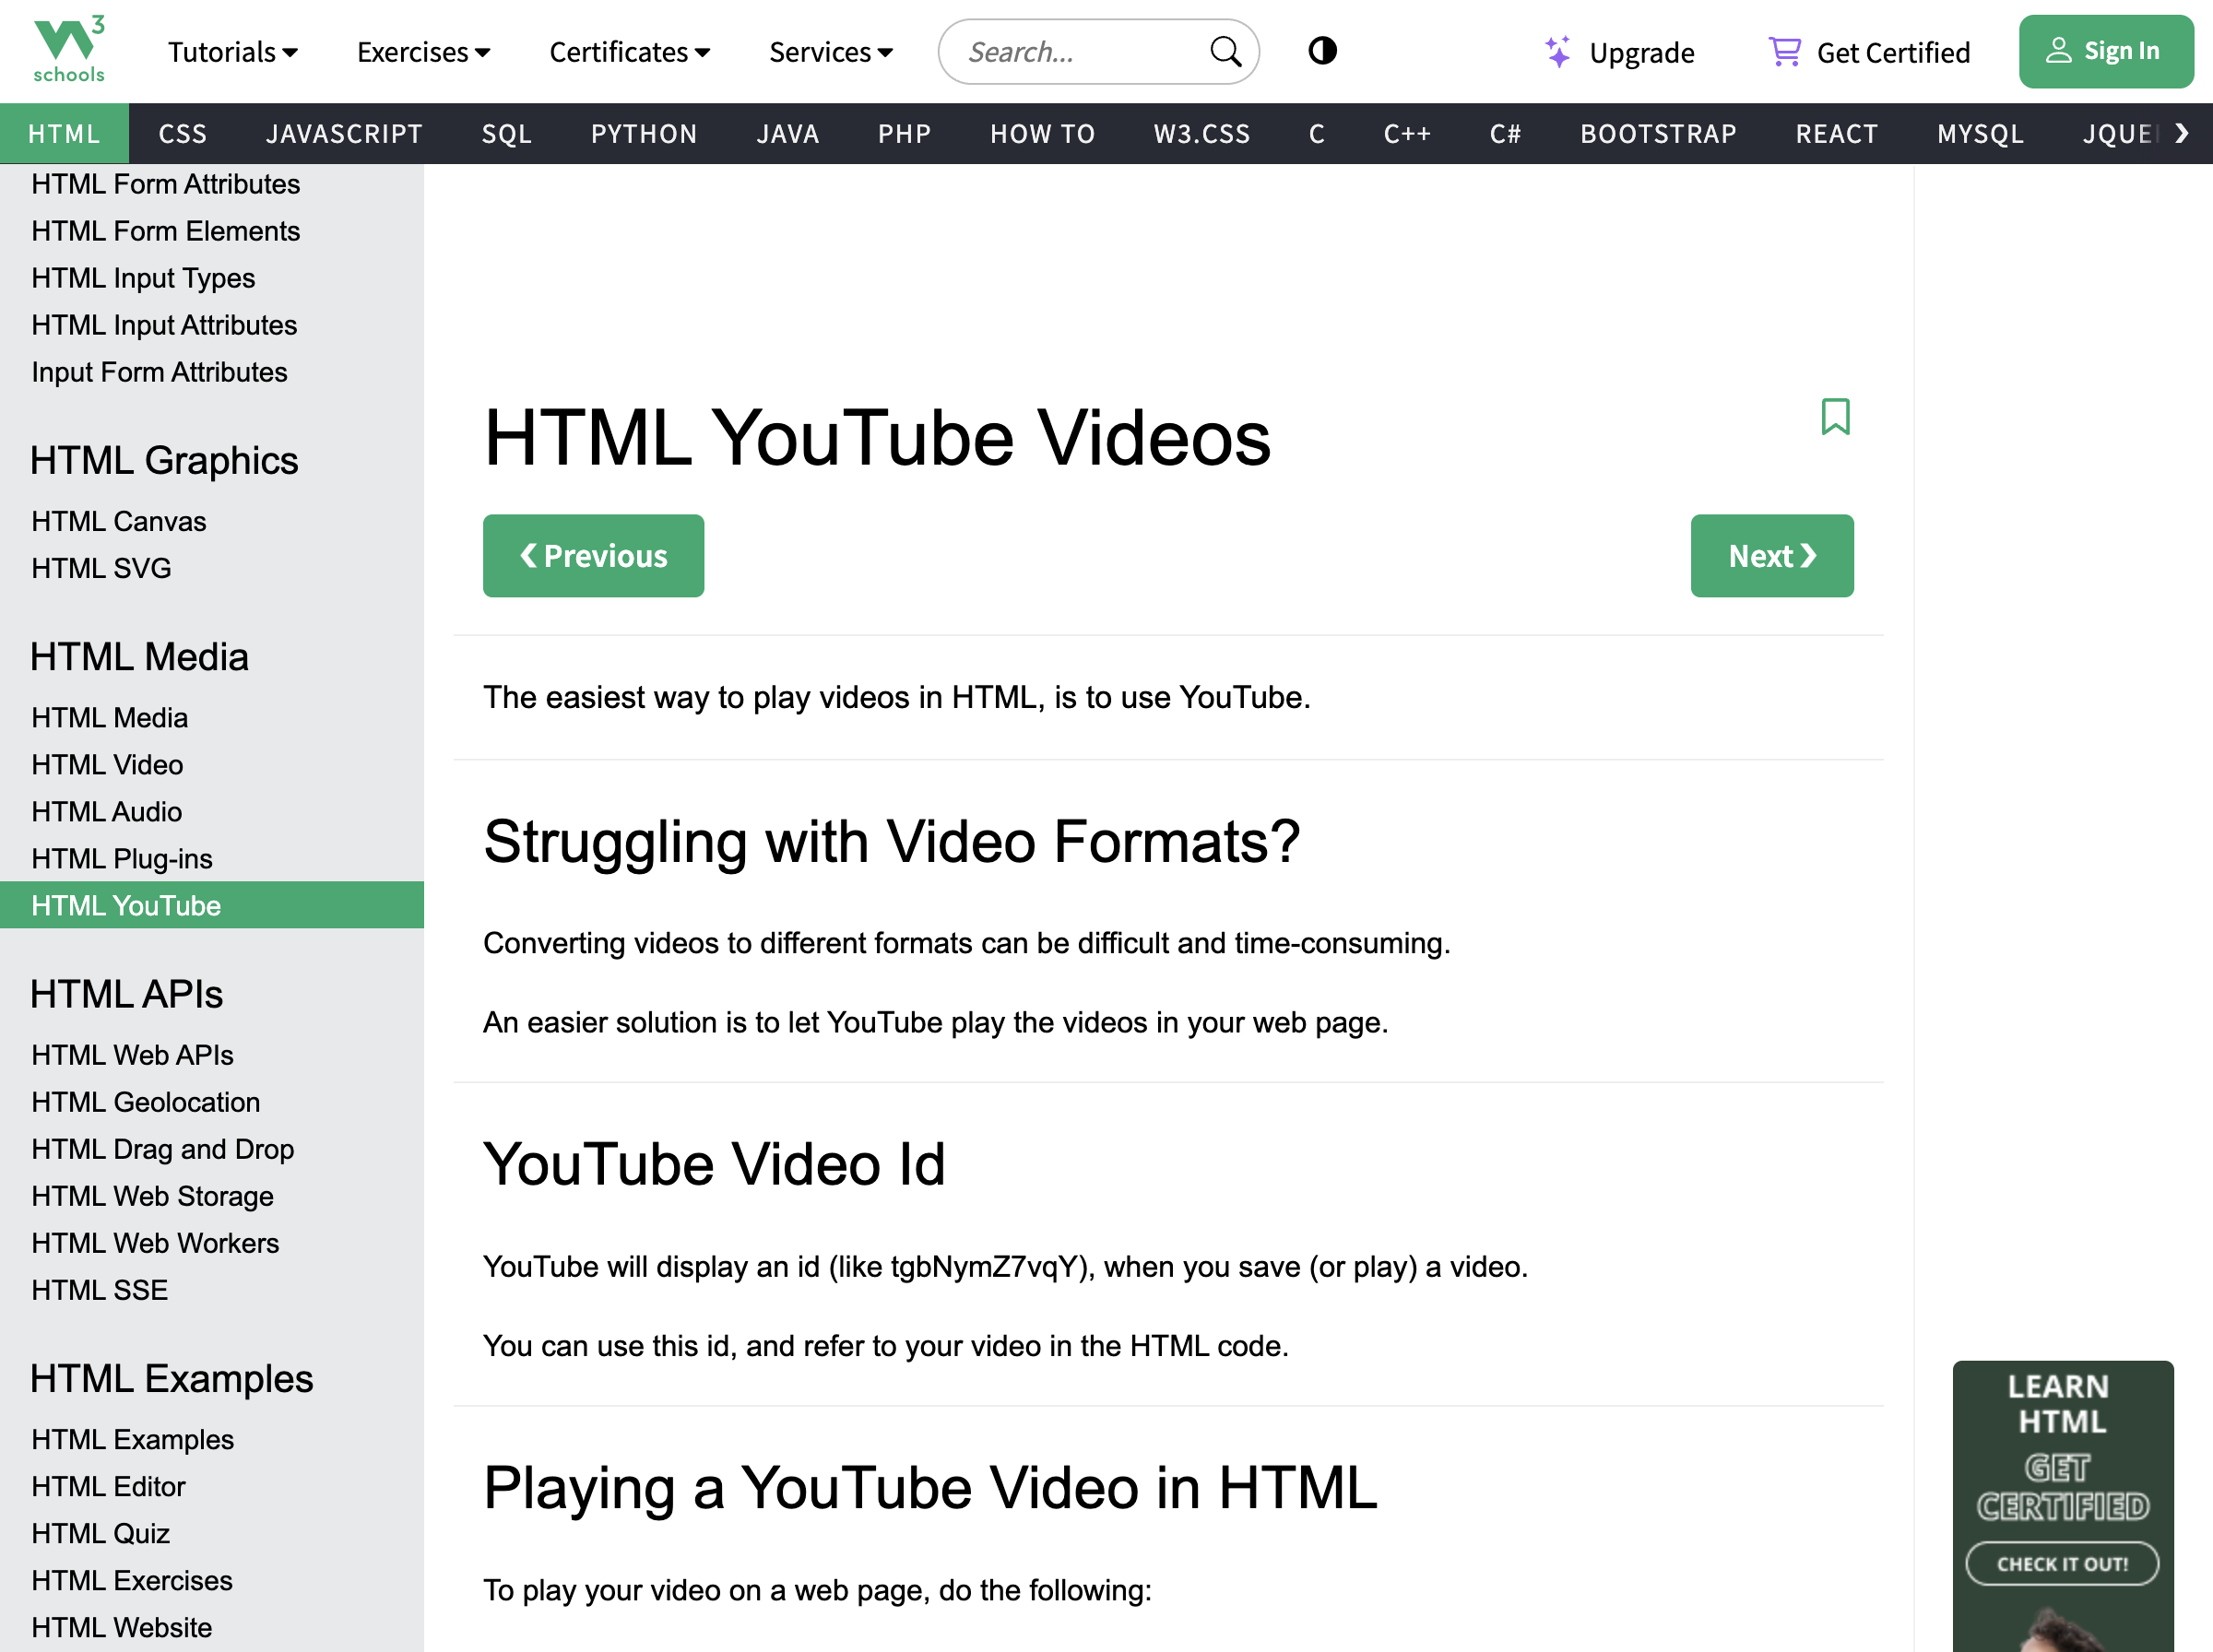 3
schools
Tutorials
Exercises
Certificates
Services
Search...
Upgrade
Get Certified
Sign In
HTML
CSS
JAVASCRIPT
SQL
PYTHON
JAVA
PHP
HOW TO
W3.CSS
C
C++
C#
BOOTSTRAP
REACT
MYSQL
HTML Form Attributes
HTML Form Elements
HTML Input Types
HTML Input Attributes
Input Form Attributes
HTML Graphics
HTML Canvas
HTML SVG
HTML Media
HTML Media
HTML Video
HTML Audio
HTML Plug-ins
HTML YouTube
HTML APIs
HTML Web APIs
HTML Geolocation
HTML Drag and Drop
HTML Web Storage
HTML Web Workers
HTML SSE
HTML Examples
HTML Examples
HTML Editor
HTML Quiz
HTML Exercises
HTML Website
HTML YouTube Videos
❮ Previous
Next ❯
The easiest way to play videos in HTML, is to use YouTube.
Struggling with Video Formats?
Converting videos to different formats can be difficult and time-consuming.
An easier solution is to let YouTube play the videos in your web page.
YouTube Video Id
YouTube will display an id (like tgbNymZ7vqY), when you save (or play) a video.
You can use this id, and refer to your video in the HTML code.
Playing a YouTube Video in HTML
To play your video on a web page, do the following:
LEARN
HTML
GET
CERTIFIED
CHECK IT OUT!